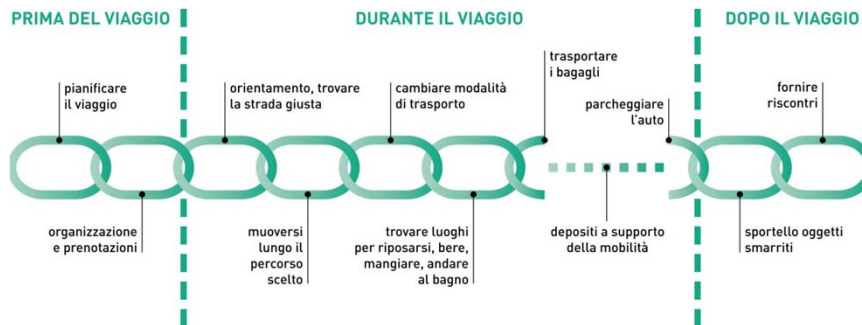 PRIMA DEL VIAGGIO
DURANTE IL VIAGGIO
DOPO IL VIAGGIO
pianificare
il viaggio
orientamento, trovare
la strada giusta
cambiare modalità
di trasporto
trasportare
i bagagli
parcheggiare
l'auto
fornire
riscontri
organizzazione
e prenotazioni
muoversi
lungo il
percorso
scelto
trovare luoghi
per riposarsi, bere,
mangiare, andare
al bagno
depositi a supporto
della mobilità
sportello oggetti
smarriti